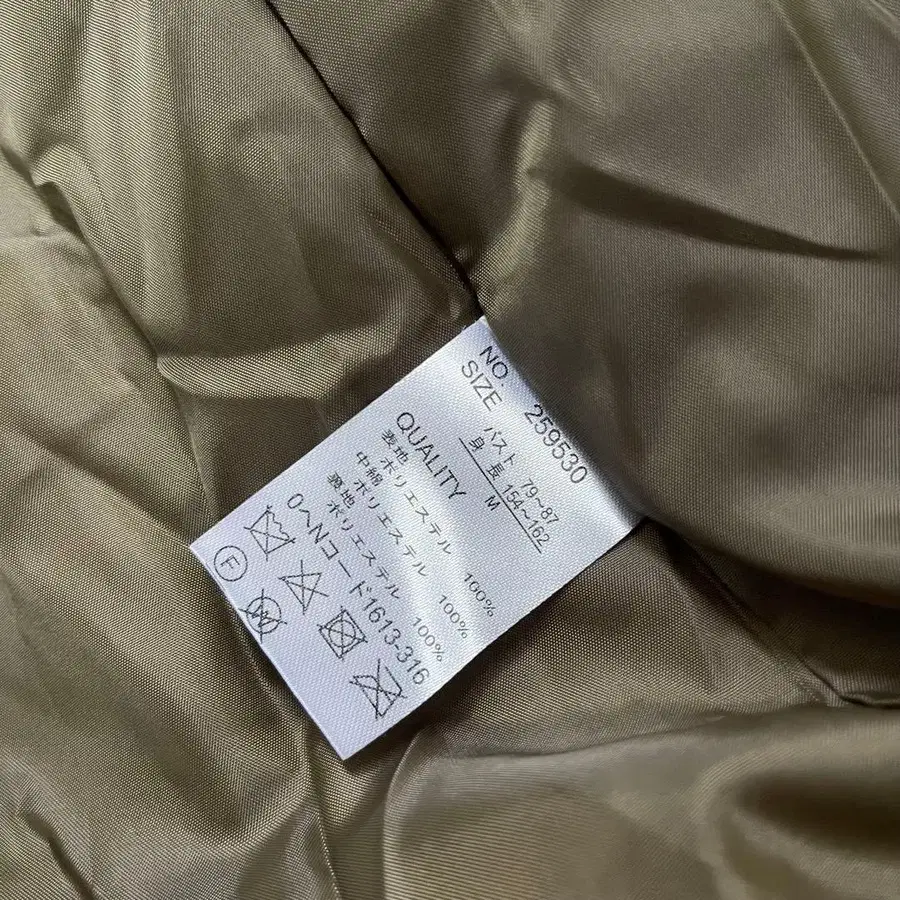 NO. 259530
SIZE
バスト 79〜87
身 長 154〜162
M
QUALITY
表地 ポリエステル 100%
中綿 ポリエステル 100%
裏地 ポリエステル 100%
0〜Nコード1613-316
F
W